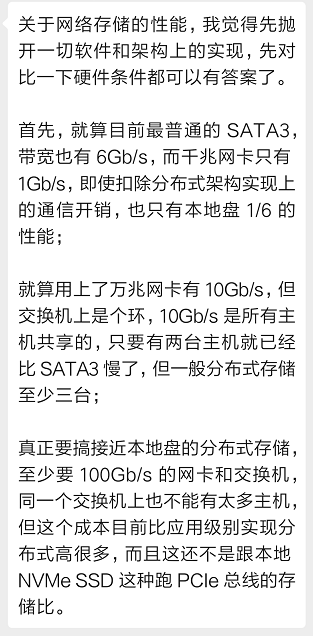 关于网络存储的性能，我觉得先抛
开一切软件和架构上的实现，先对
比一下硬件条件都可以有答案了。
首先，就算目前最普通的 SATA3，
带宽也有 6Gb/s，而千兆网卡只有
1Gb/s，即使扣除分布式架构实现上
的通信开销，也只有本地盘 1/6 的
性能；
就算用上了万兆网卡有 10Gb/s，但
交换机上是个环，10Gb/s 是所有主
机共享的，只要有两台主机就已经
比 SATA3 慢了，但一般分布式存储
至少三台；
真正要搞接近本地盘的分布式存储，
至少要 100Gb/s 的网卡和交换机，
同一个交换机上也不能有太多主机，
但这个成本目前比应用级别实现分
布式高很多，而且这还不是跟本地
NVMe SSD 这种跑 PCIe 总线的存
储比。